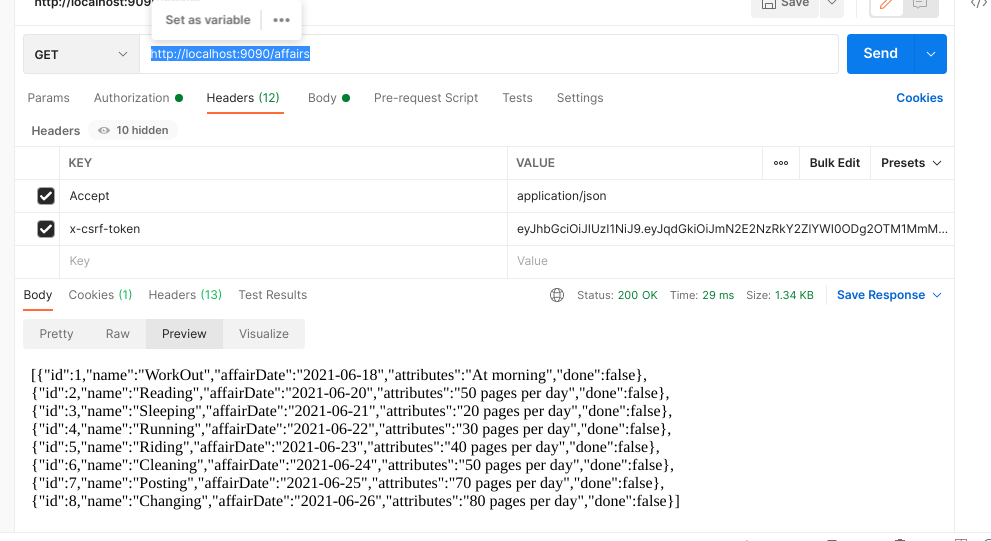 http://localhost:909
Save
Set as variable
GET
http://localhost:9090/affairs
Send
Params Authorization Headers (12) Body Pre-request Script Tests Settings Cookies
Headers 10 hidden
KEY VALUE Bulk Edit Presets
Accept application/json
x-csrf-token eyJhbGciOiJIUzI1NiJ9.eyJqdGkiOiJmN2E2NzRkY2ZlYWI0ODg2OTM1MmM...
Key Value
Body Cookies (1) Headers (13) Test Results Status: 200 OK Time: 29 ms Size: 1.34 KB Save Response
Pretty Raw Preview Visualize
[{"id":1,"name":"WorkOut","affairDate":"2021-06-18","attributes":"At morning","done":false},
{"id":2,"name":"Reading","affairDate":"2021-06-20","attributes":"50 pages per day","done":false},
{"id":3,"name":"Sleeping","affairDate":"2021-06-21","attributes":"20 pages per day","done":false},
{"id":4,"name":"Running","affairDate":"2021-06-22","attributes":"30 pages per day","done":false},
{"id":5,"name":"Riding","affairDate":"2021-06-23","attributes":"40 pages per day","done":false},
{"id":6,"name":"Cleaning","affairDate":"2021-06-24","attributes":"50 pages per day","done":false},
{"id":7,"name":"Posting","affairDate":"2021-06-25","attributes":"70 pages per day","done":false},
{"id":8,"name":"Changing","affairDate":"2021-06-26","attributes":"80 pages per day","done":false}]